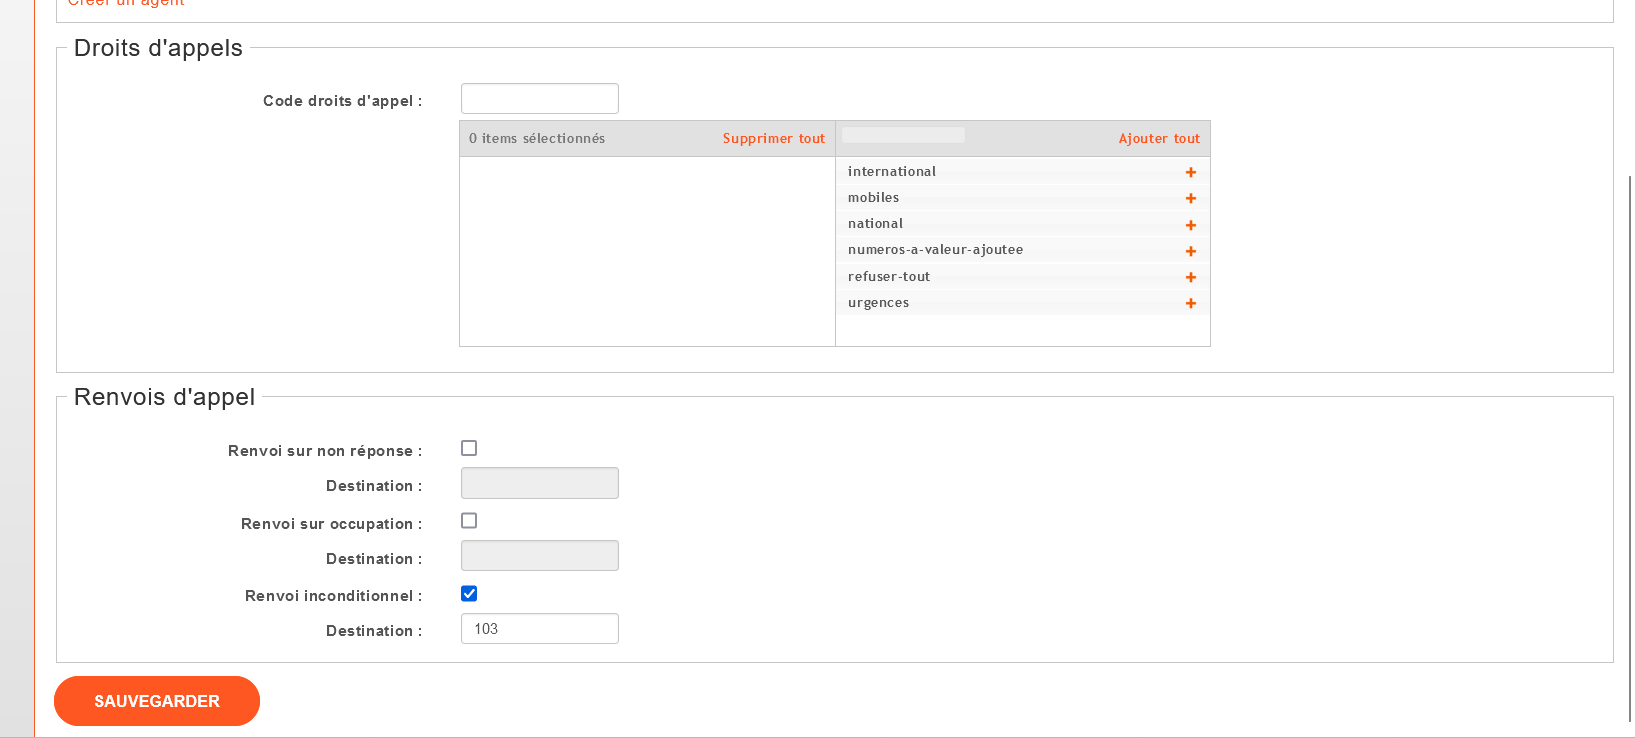 Créer un agent
Droits d'appels
Code droits d'appel :
0 items sélectionnés Supprimer tout Ajouter tout
international
mobiles
national
numeros-a-valeur-ajoutee
refuser-tout
urgences
Renvois d'appel
Renvoi sur non réponse :
Destination :
Renvoi sur occupation :
Destination :
Renvoi inconditionnel :
Destination : 103
SAUVEGARDER